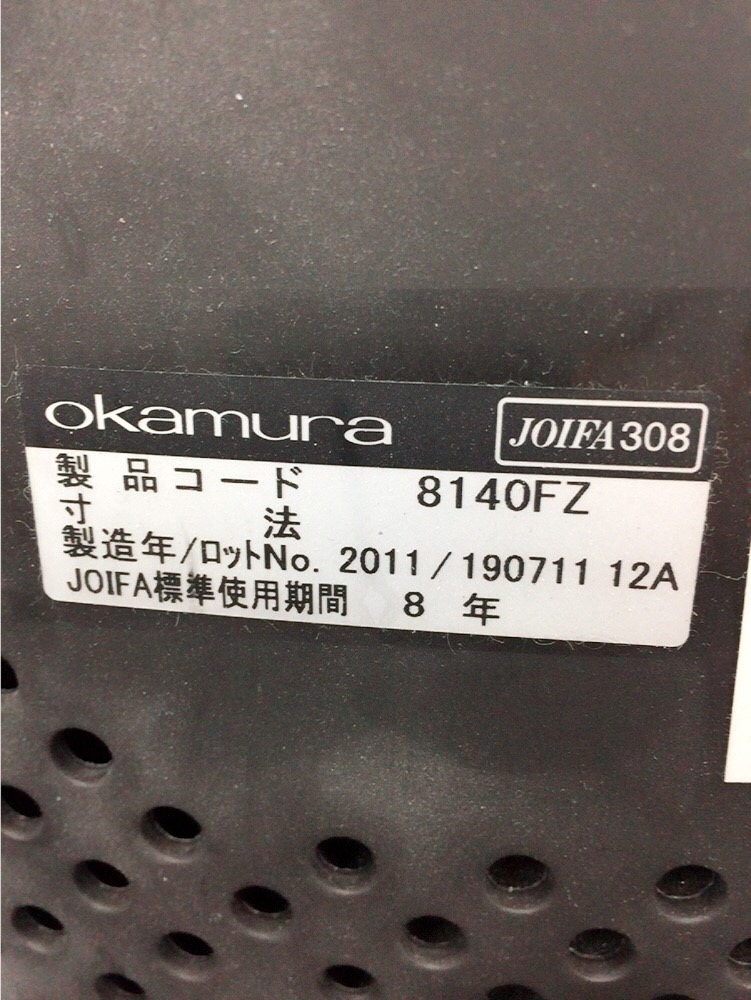 okamura JOIFA308
製品コード 8140FZ
寸法
製造年/ロットNo. 2011/190711 12A
JOIFA標準使用期間 8年